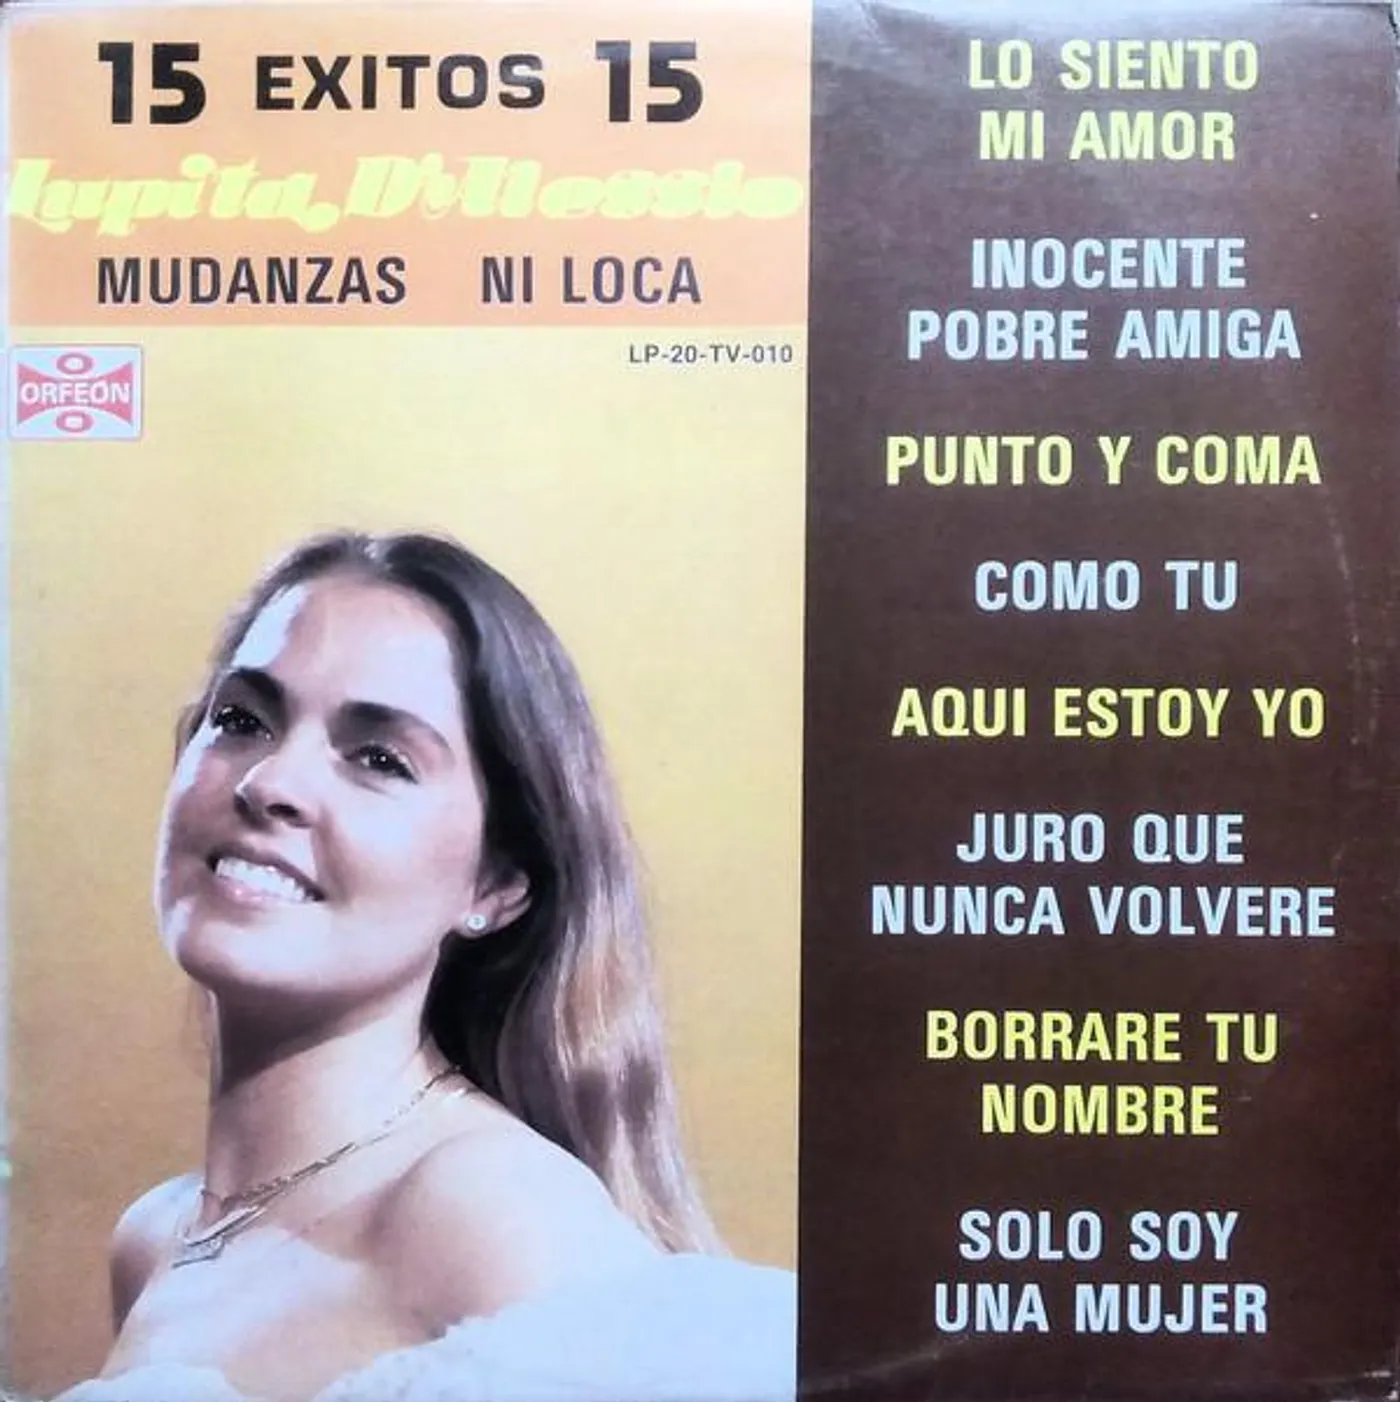 15 EXITOS 15
Lupita D'Alessio
MUDANZAS NI LOCA
LP-20-TV-010
ORFEÓN
LO SIENTO
MI AMOR
INOCENTE
POBRE AMIGA
PUNTO Y COMA
COMO TU
AQUI ESTOY YO
JURO QUE
NUNCA VOLVERE
BORRARE TU
NOMBRE
SOLO SOY
UNA MUJER